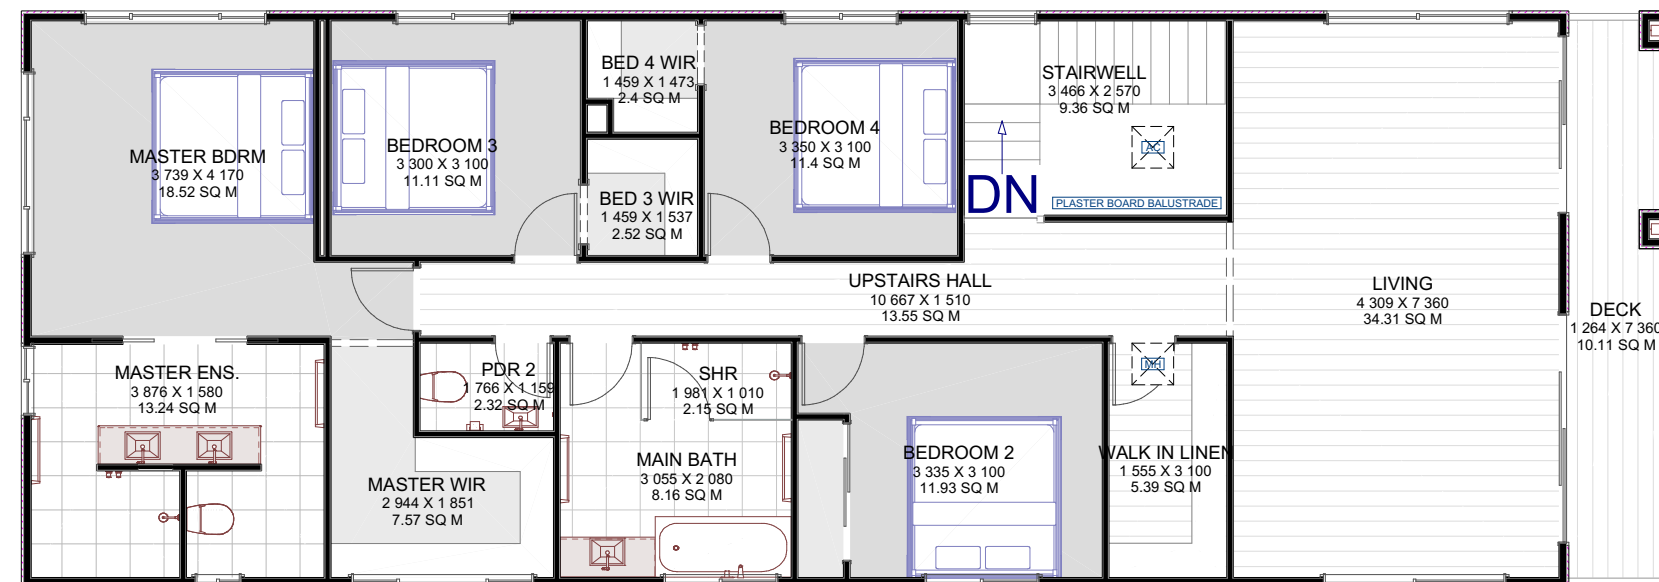 MASTER BDRM
3 739 X 4 170
18.52 SQ M
BEDROOM 3
3 300 X 3 100
11.11 SQ M
BED 4 WIR
1 459 X 1 473
2.4 SQ M
BED 3 WIR
1 459 X 1 537
2.52 SQ M
BEDROOM 4
3 350 X 3 100
11.4 SQ M
STAIRWELL
3 466 X 2 570
9.36 SQ M
AC
DN
PLASTER BOARD BALUSTRADE
UPSTAIRS HALL
10 667 X 1 510
13.55 SQ M
LIVING
4 309 X 7 360
34.31 SQ M
DECK
1 264 X 7 360
10.11 SQ M
MASTER ENS.
3 876 X 1 580
13.24 SQ M
PDR 2
1 766 X 1 159
2.32 SQ M
SHR
1 981 X 1 010
2.15 SQ M
MH
MASTER WIR
2 944 X 1 851
7.57 SQ M
MAIN BATH
3 055 X 2 080
8.16 SQ M
BEDROOM 2
3 335 X 3 100
11.93 SQ M
WALK IN LINEN
1 555 X 3 100
5.39 SQ M